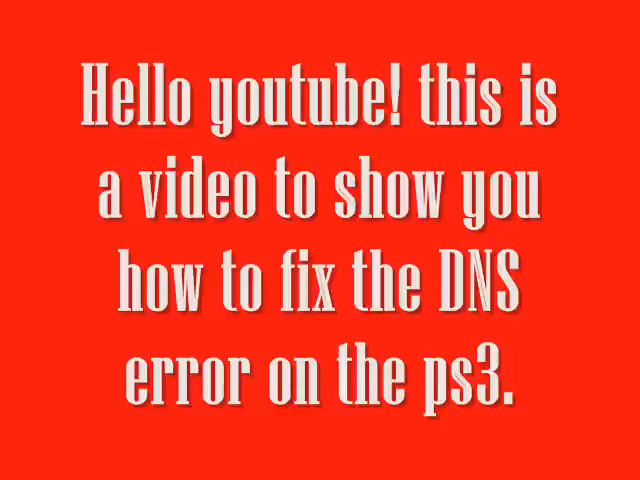 Hello youtube! this is
a video to show you
how to fix the DNS
error on the ps3.